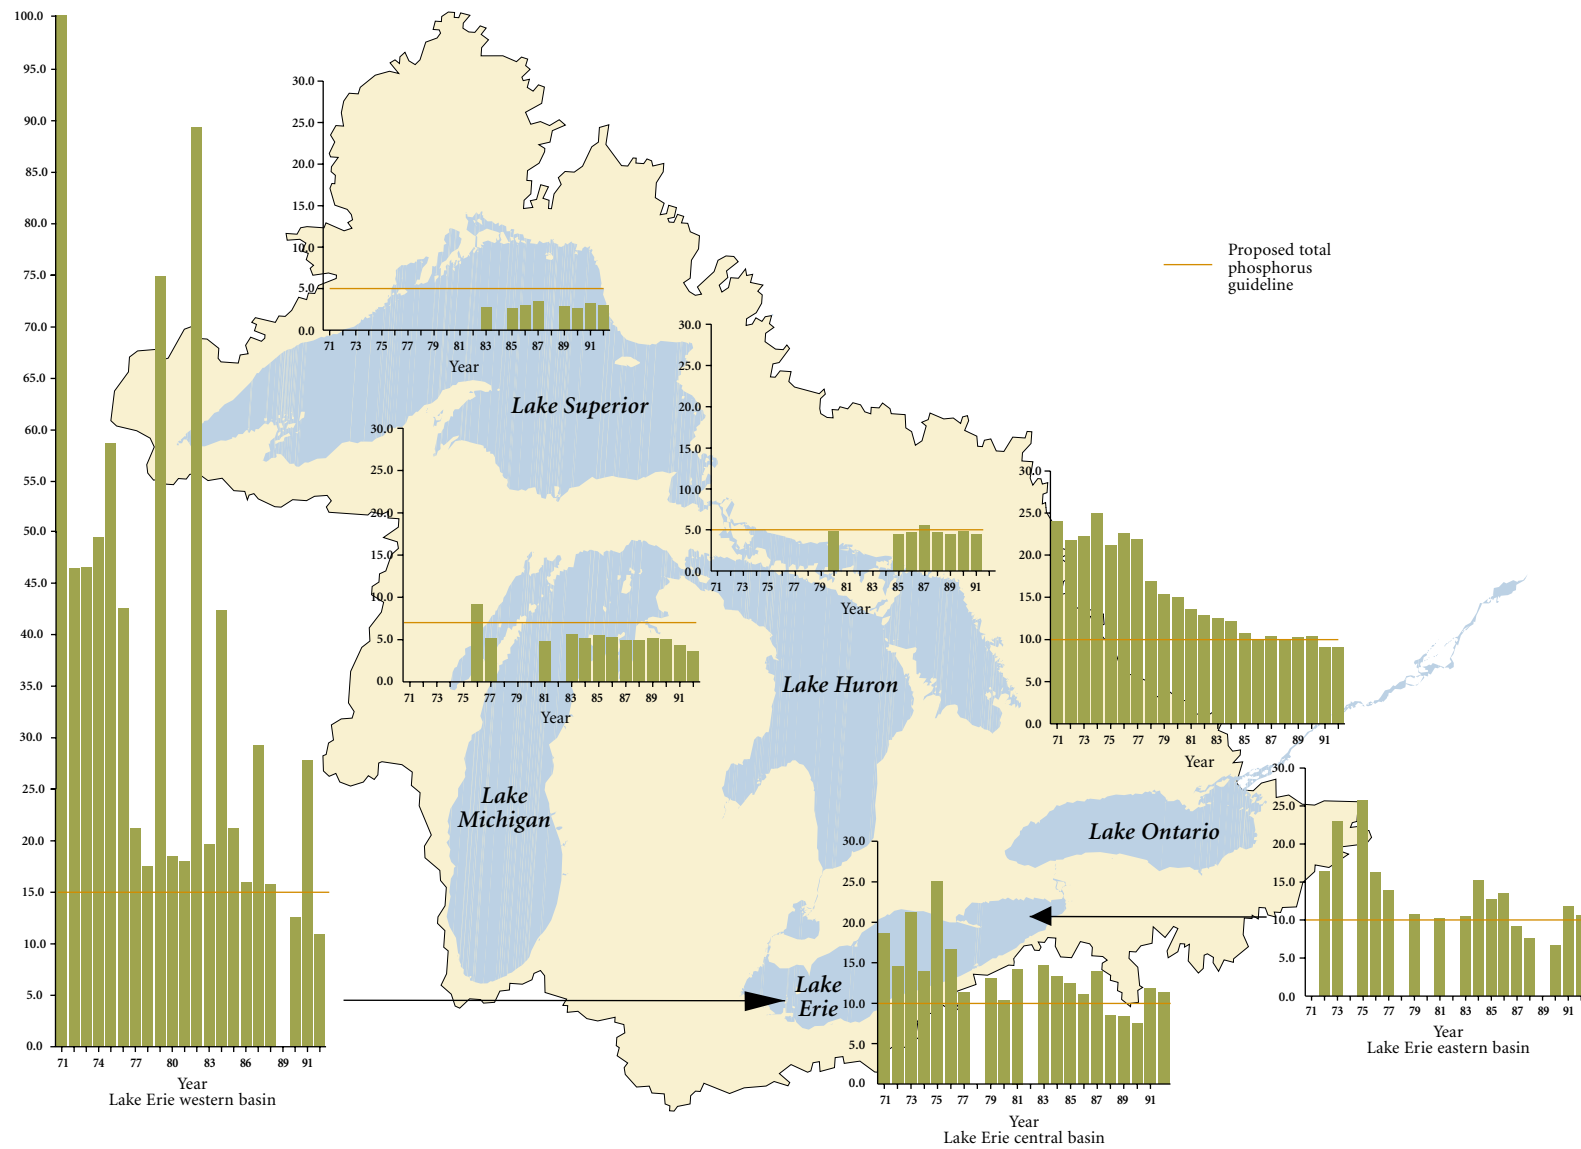 100.0
95.0
90.0
85.0
80.0
75.0
70.0
65.0
60.0
55.0
50.0
45.0
40.0
35.0
30.0
25.0
20.0
15.0
10.0
5.0
0.0
71 74 77 80 83 86 89 91
Year
Lake Erie western basin
30.0
25.0
20.0
15.0
10.0
5.0
0.0
71 73 75 77 79 81 83 85 87 89 91
Year
Lake Superior
30.0
25.0
20.0
15.0
10.0
5.0
0.0
71 73 75 77 79 81 83 85 87 89 91
Year
Lake
Michigan
30.0
25.0
20.0
15.0
10.0
5.0
0.0
71 73 75 77 79 81 83 85 87 89 91
Year
Lake Huron
Proposed total
phosphorus
guideline
30.0
25.0
20.0
15.0
10.0
5.0
0.0
71 73 75 77 79 81 83 85 87 89 91
Year
Lake Ontario
30.0
25.0
20.0
15.0
10.0
5.0
0.0
71 73 75 77 79 81 83 85 87 89 91
Year
Lake Erie eastern basin
Lake
Erie
30.0
25.0
20.0
15.0
10.0
5.0
0.0
71 73 75 77 79 81 83 85 87 89 91
Year
Lake Erie central basin